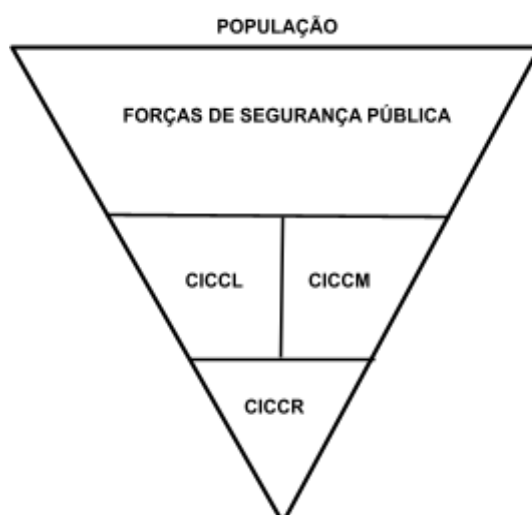 POPULAÇÃO
FORÇAS DE SEGURANÇA PÚBLICA
CICCL
CICCM
CICCR